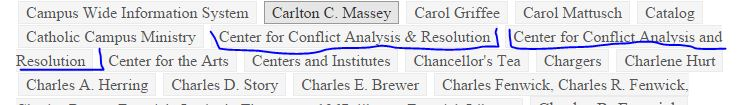 Campus Wide Information System Carlton C. Massey Carol Griffee Carol Mattusch Catalog
Catholic Campus Ministry Center for Conflict Analysis & Resolution Center for Conflict Analysis and
Resolution Center for the Arts Centers and Institutes Chancellor's Tea Chargers Charlene Hurt
Charles A. Herring Charles D. Story Charles E. Brewer Charles Fenwick, Charles R. Fenwick,